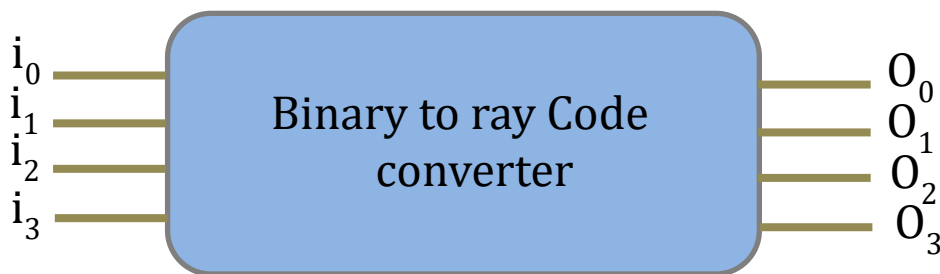 i₀
i₁
i₂
i₃
Binary to ray Code
converter
O₀
O₁
O₂
O₃